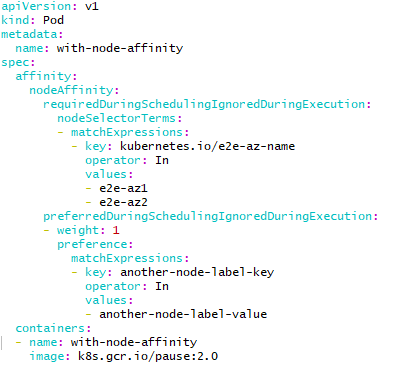 apiVersion: v1
kind: Pod
metadata:
  name: with-node-affinity
spec:
  affinity:
    nodeAffinity:
      requiredDuringSchedulingIgnoredDuringExecution:
        nodeSelectorTerms:
        - matchExpressions:
          - key: kubernetes.io/e2e-az-name
            operator: In
            values:
            - e2e-az1
            - e2e-az2
      preferredDuringSchedulingIgnoredDuringExecution:
      - weight: 1
        preference:
          matchExpressions:
          - key: another-node-label-key
            operator: In
            values:
            - another-node-label-value
  containers:
  - name: with-node-affinity
    image: k8s.gcr.io/pause:2.0